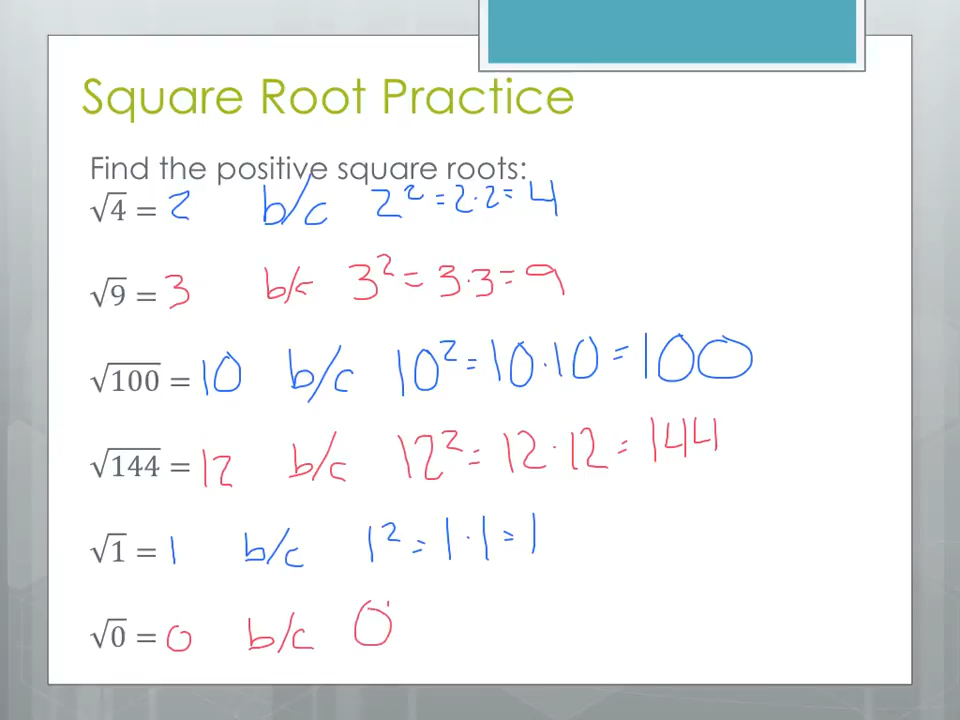 Square Root Practice
Find the positive square roots:
√4 = 2 b/c 2² = 2·2 = 4
√9 = 3 b/c 3² = 3·3 = 9
√100 = 10 b/c 10² = 10·10 = 100
√144 = 12 b/c 12² = 12·12 = 144
√1 = 1 b/c 1² = 1·1 = 1
√0 = 0 b/c 0